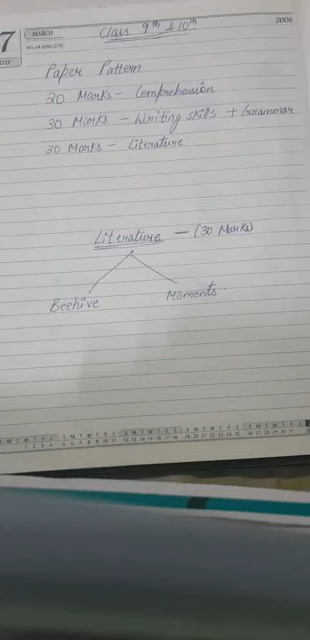 7
MARCH
2006
DAY
Class 9th & 10th
Paper Pattern
20 Marks - Comprehension
30 Marks - Writing skills + Grammar
30 Marks - Literature
Literature - (30 Marks)
Beehive
Moments